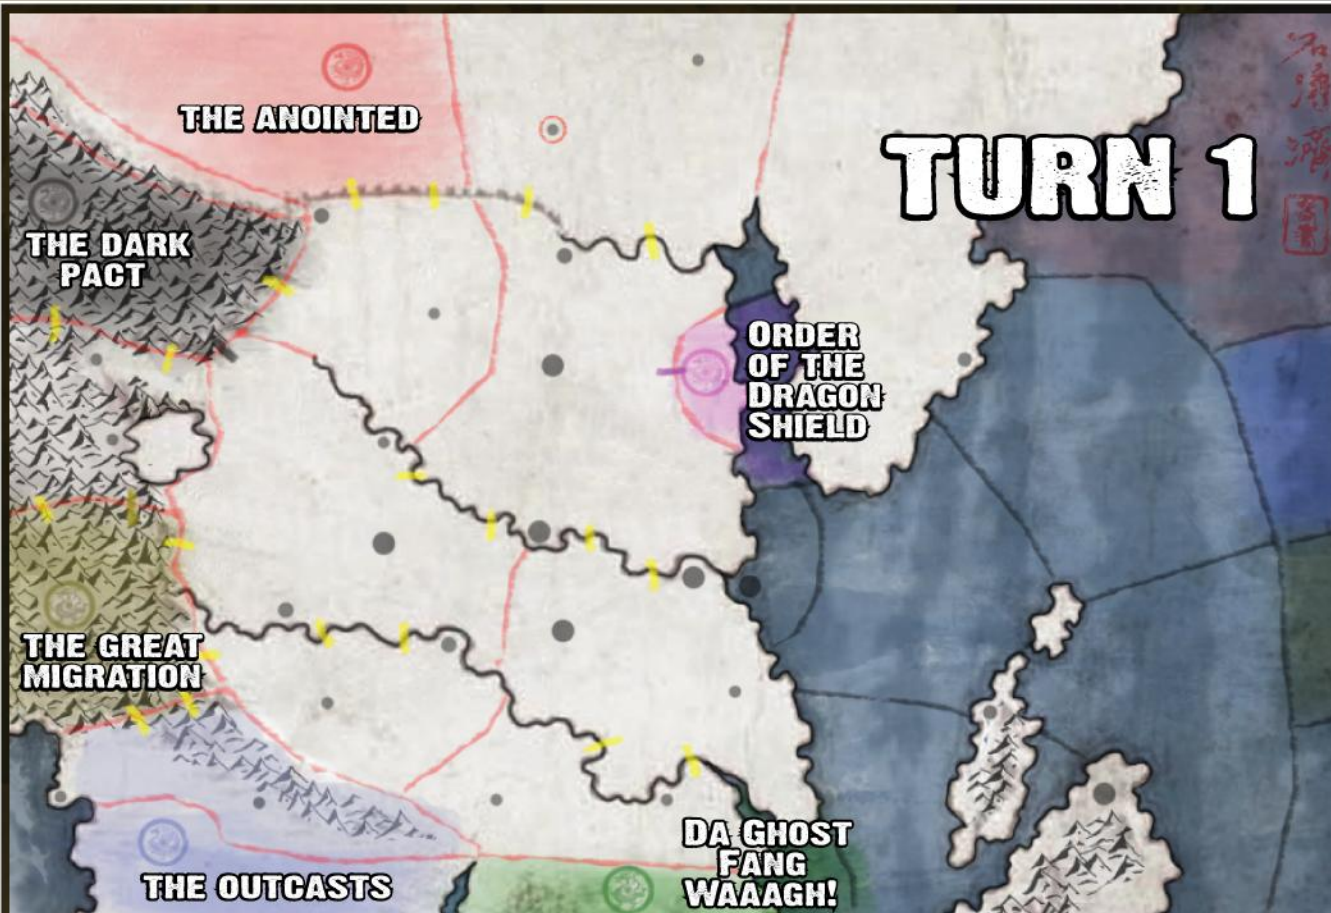 THE ANOINTED
TURN 1
THE DARK
PACT
ORDER
OF THE
DRAGON
SHIELD
THE GREAT
MIGRATION
DA GHOST
FANG
WAAAGH!
THE OUTCASTS